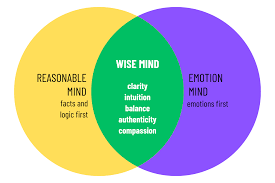 REASONABLE
MIND
facts and
logic first
WISE MIND
clarity
intuition
balance
authenticity
compassion
EMOTION
MIND
emotions first